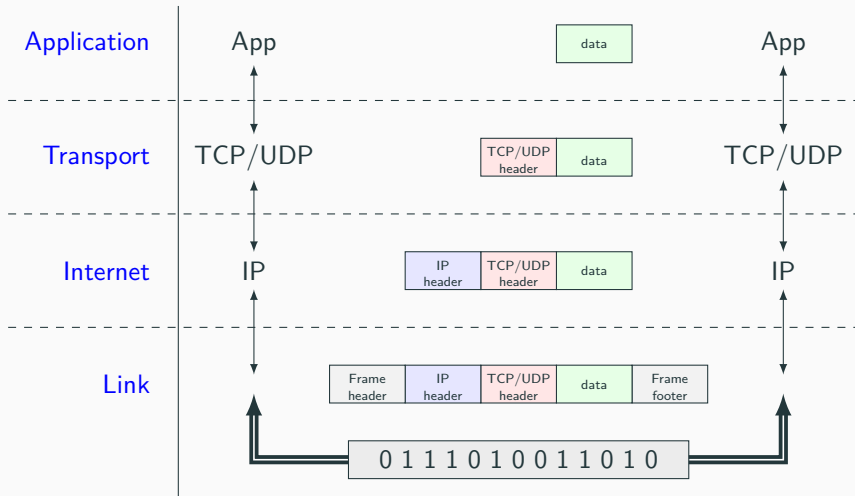 Application App data App
Transport TCP/UDP TCP/UDP header data TCP/UDP
Internet IP IP header TCP/UDP header data IP
Link Frame header IP header TCP/UDP header data Frame footer
0 1 1 1 0 1 0 0 1 1 0 1 0